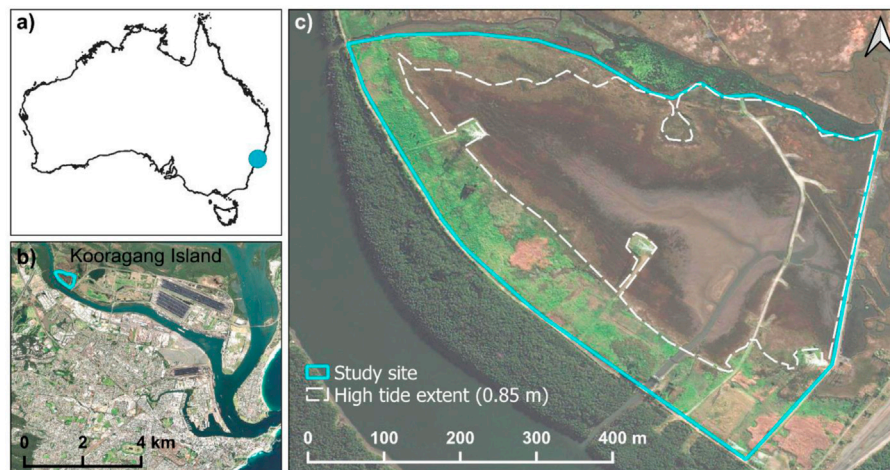 a)
b)
Kooragang Island
0 2 4 km
c)
Study site
High tide extent (0.85 m)
0 100 200 300 400 m